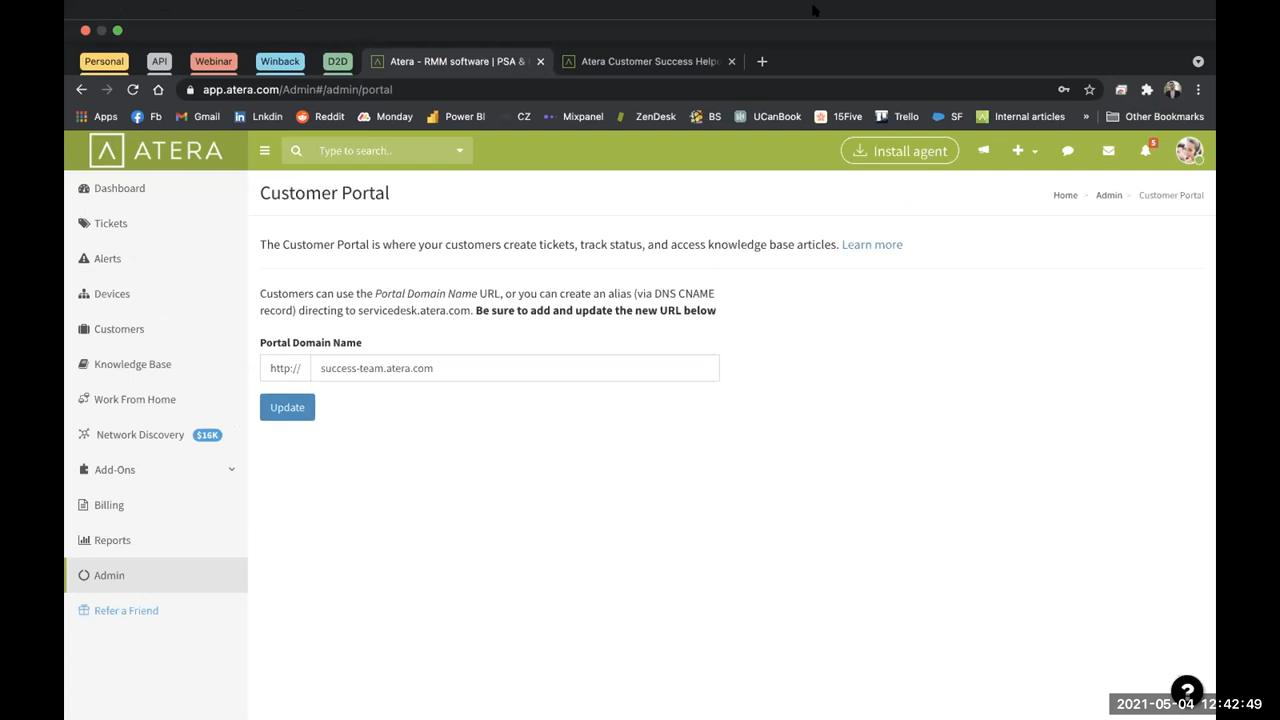 Personal API Webinar Winback D2D Atera - RMM software | PSA & Atera Customer Success Help
app.atera.com/Admin#/admin/portal
Apps Fb Gmail Lnkdin Reddit Monday Power BI CZ Mixpanel ZenDesk BS UCanBook 15Five Trello SF Internal articles » Other Bookmarks
ATERA Type to search.. Install agent 5
Customer Portal
Home > Admin > Customer Portal
The Customer Portal is where your customers create tickets, track status, and access knowledge base articles. Learn more
Customers can use the Portal Domain Name URL, or you can create an alias (via DNS CNAME
record) directing to servicedesk.atera.com. Be sure to add and update the new URL below
Portal Domain Name
http:// success-team.atera.com
Update
Dashboard
Tickets
Alerts
Devices
Customers
Knowledge Base
Work From Home
Network Discovery $16K
Add-Ons
Billing
Reports
Admin
Refer a Friend
?
2021-05-04 12:42:49